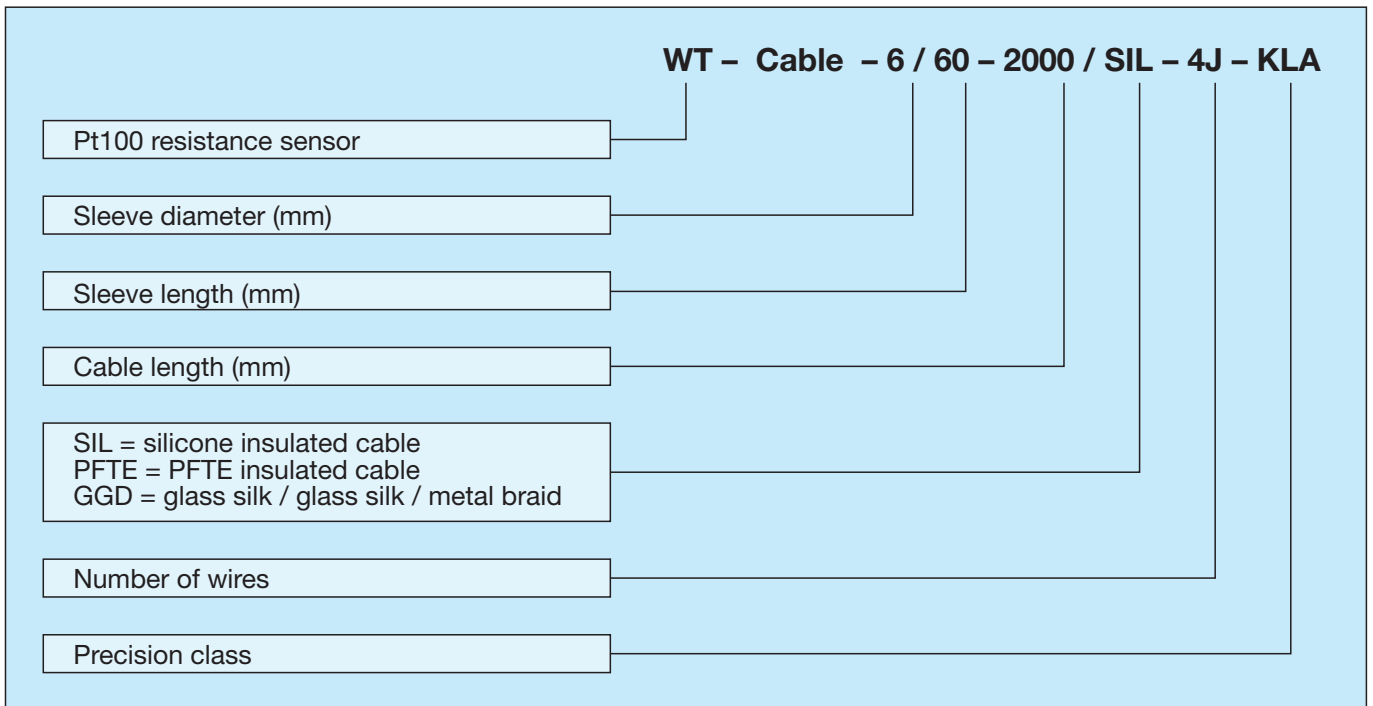 WT – Cable – 6 / 60 – 2000 / SIL – 4J – KLA
Pt100 resistance sensor
Sleeve diameter (mm)
Sleeve length (mm)
Cable length (mm)
SIL = silicone insulated cable
PFTE = PFTE insulated cable
GGD = glass silk / glass silk / metal braid
Number of wires
Precision class